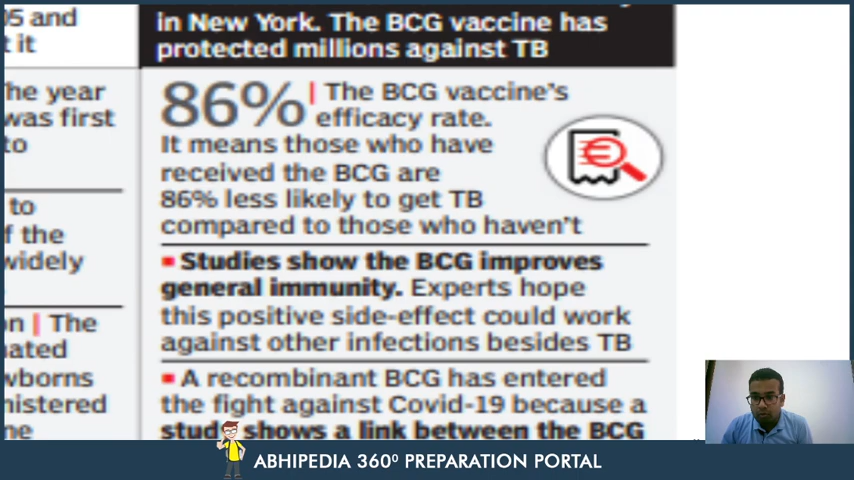 05 and
t it
in New York. The BCG vaccine has
protected millions against TB
he year
was first
to
to
f the
widely
on | The
nated
wborns
nistered
ne
86% | The BCG vaccine's
efficacy rate.
It means those who have
received the BCG are
86% less likely to get TB
compared to those who haven't
Studies show the BCG improves
general immunity. Experts hope
this positive side-effect could work
against other infections besides TB
A recombinant BCG has entered
the fight against Covid-19 because a
study shows a link between the BCG
ABHIPEDIA 360° PREPARATION PORTAL